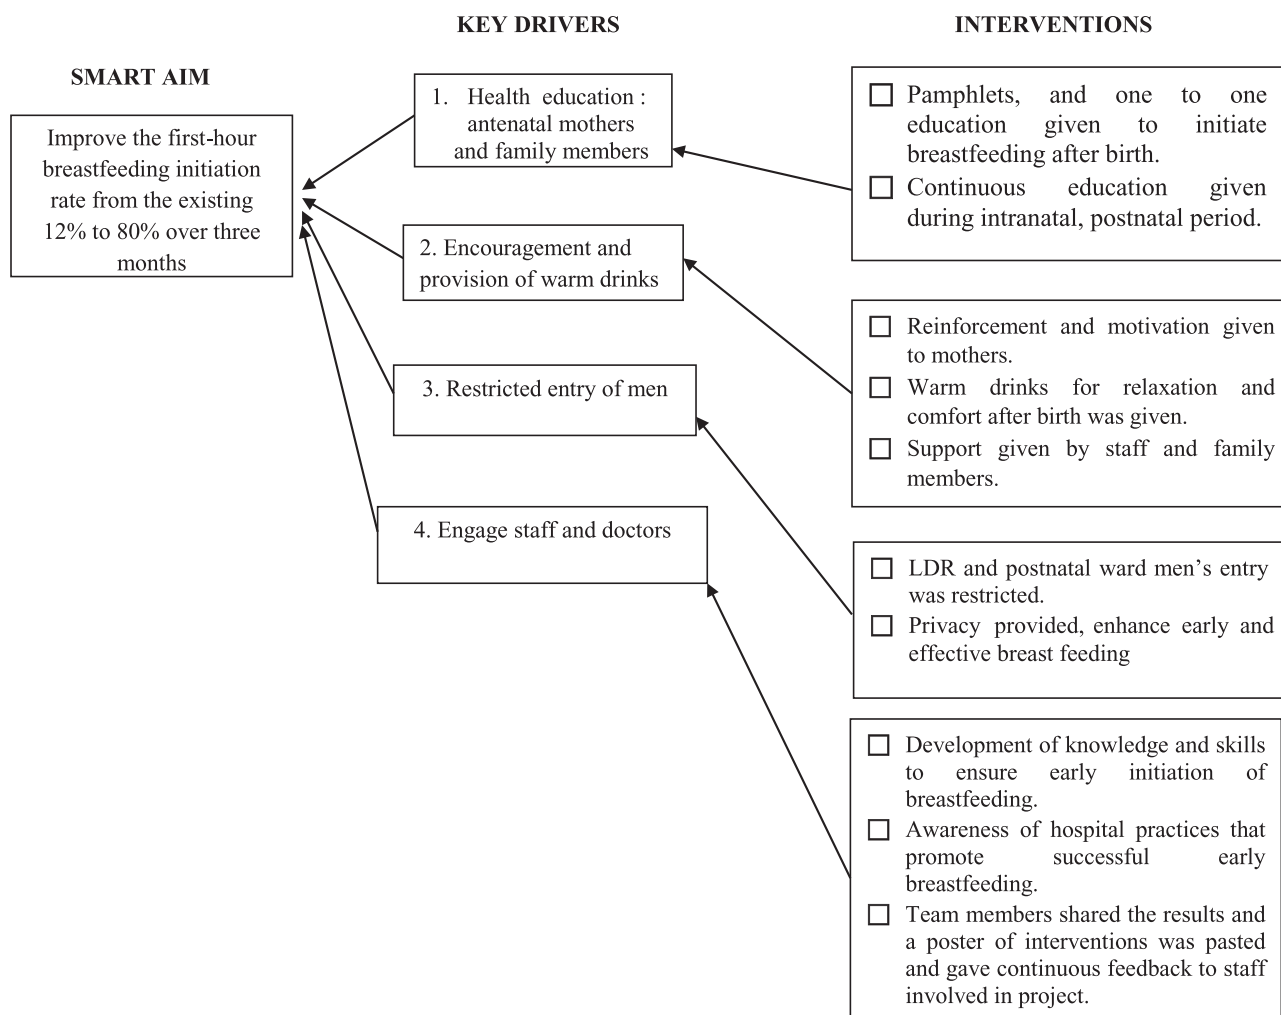 SMART AIM
Improve the first-hour
breastfeeding initiation
rate from the existing
12% to 80% over three
months
KEY DRIVERS
1. Health education :
antenatal mothers
and family members
2. Encouragement and
provision of warm drinks
3. Restricted entry of men
4. Engage staff and doctors
INTERVENTIONS
Pamphlets, and one to one
education given to initiate
breastfeeding after birth.
Continuous education given
during intranatal, postnatal period.
Reinforcement and motivation given
to mothers.
Warm drinks for relaxation and
comfort after birth was given.
Support given by staff and family
members.
LDR and postnatal ward men’s entry
was restricted.
Privacy provided, enhance early and
effective breast feeding
Development of knowledge and skills
to ensure early initiation of
breastfeeding.
Awareness of hospital practices that
promote successful early
breastfeeding.
Team members shared the results and
a poster of interventions was pasted
and gave continuous feedback to staff
involved in project.